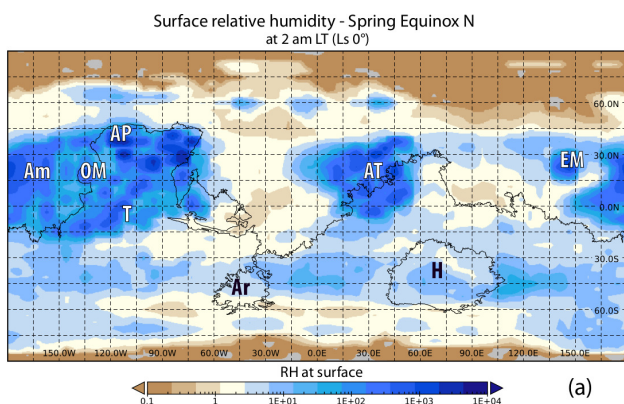 Surface relative humidity - Spring Equinox N
at 2 am LT (Ls 0°)
60.0N
AP
Am
OM
AT
EM
30.0N
T
0.0N
30.0S
H
Ar
60.0S
150.0W 120.0W 90.0W 60.0W 30.0W 0.0E 30.0E 60.0E 90.0E 120.0E 150.0E
RH at surface
(a)
0.1 1 1E+01 1E+02 1E+03 1E+04